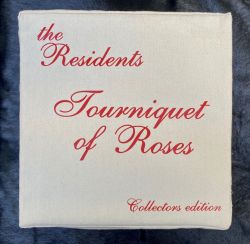 the
Residents
Tourniquet
of Roses
Collectors edition